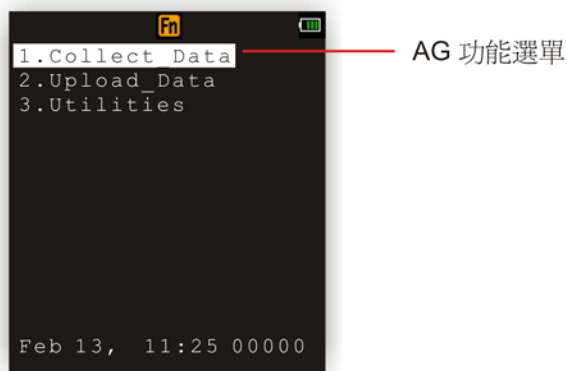 Fn
1.Collect_Data
AG 功能選單
2.Upload_Data
3.Utilities
Feb 13, 11:25 00000